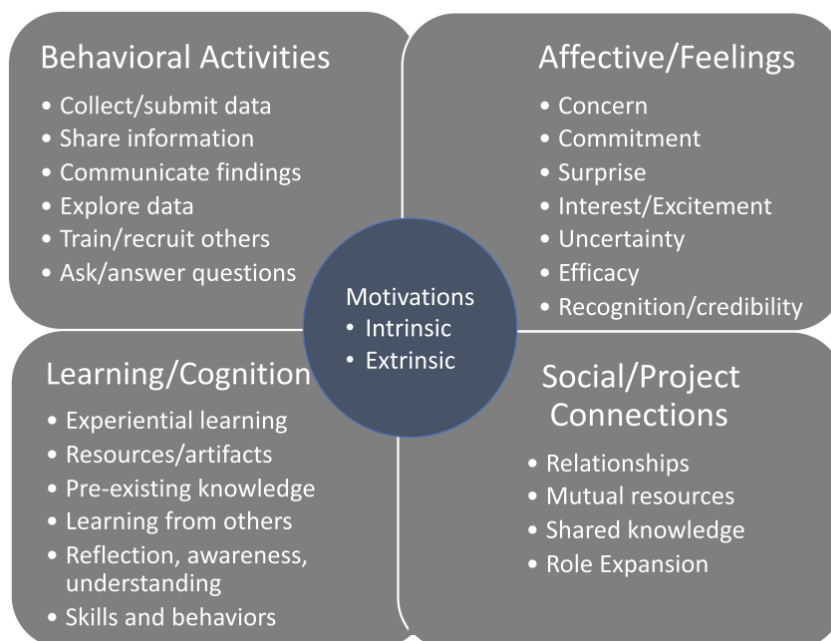 Behavioral Activities
• Collect/submit data
• Share information
• Communicate findings
• Explore data
• Train/recruit others
• Ask/answer questions
Affective/Feelings
• Concern
• Commitment
• Surprise
• Interest/Excitement
• Uncertainty
• Efficacy
• Recognition/credibility
Motivations
• Intrinsic
• Extrinsic
Learning/Cognition
• Experiential learning
• Resources/artifacts
• Pre-existing knowledge
• Learning from others
• Reflection, awareness,
understanding
• Skills and behaviors
Social/Project
Connections
• Relationships
• Mutual resources
• Shared knowledge
• Role Expansion